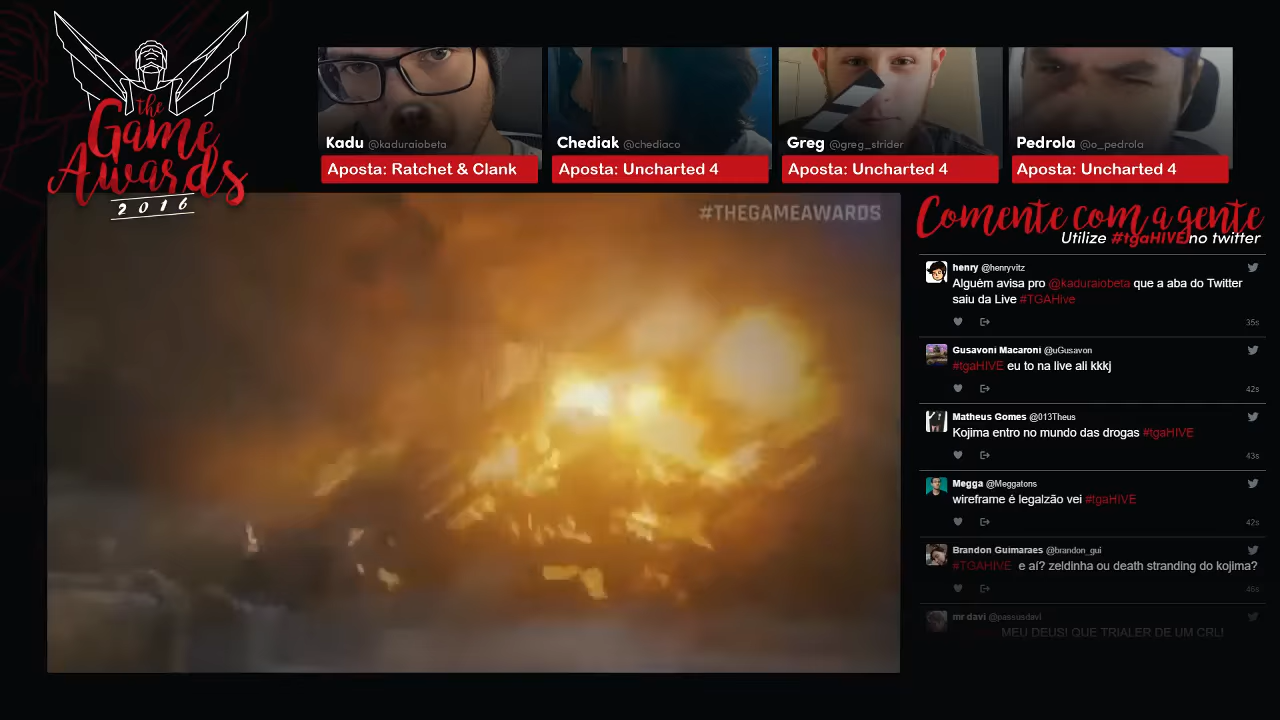 the
Game
Awards
2016
Kadu @kaduraiobeta
Aposta: Ratchet & Clank
Chediak @chediaco
Aposta: Uncharted 4
Greg @greg_strider
Aposta: Uncharted 4
Pedrola @o_pedrola
Aposta: Uncharted 4
#THEGAMEAWARDS
Comente com a gente
Utilize #tgaHIVE no twitter
henry @henryvitz
Alguém avisa pro @kaduraiobeta que a aba do Twitter
saiu da Live #TGAHive
35s
Gusavoni Macaroni @uGusavon
#tgaHIVE eu to na live ali kkkj
42s
Matheus Gomes @013Theus
Kojima entro no mundo das drogas #tgaHIVE
43s
Megga @Meggatons
wireframe é legalzão vei #tgaHIVE
42s
Brandon Guimaraes @brandon_gui
#TGAHIVE e aí? zeldinha ou death stranding do kojima?
46s
mr davi @passusdavi
MEU DEUS! QUE TRIALER DE UM CRL!